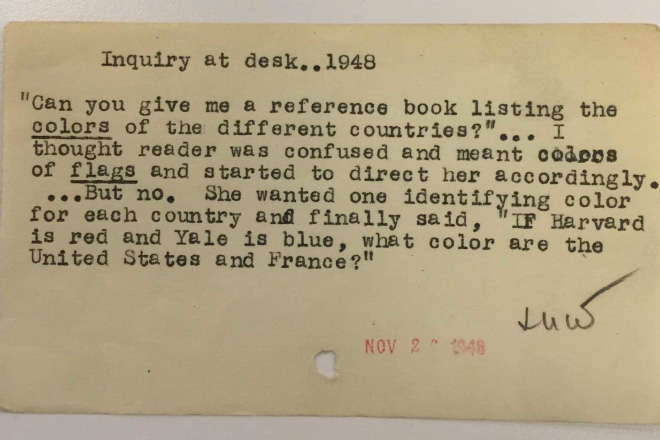 Inquiry at desk..1948
"Can you give me a reference book listing the
colors of the different countries?"... I
thought reader was confused and meant colors
of flags and started to direct her accordingly.
...But no. She wanted one identifying color
for each country and finally said, "If Harvard
is red and Yale is blue, what color are the
United States and France?"
NOV 2 1948